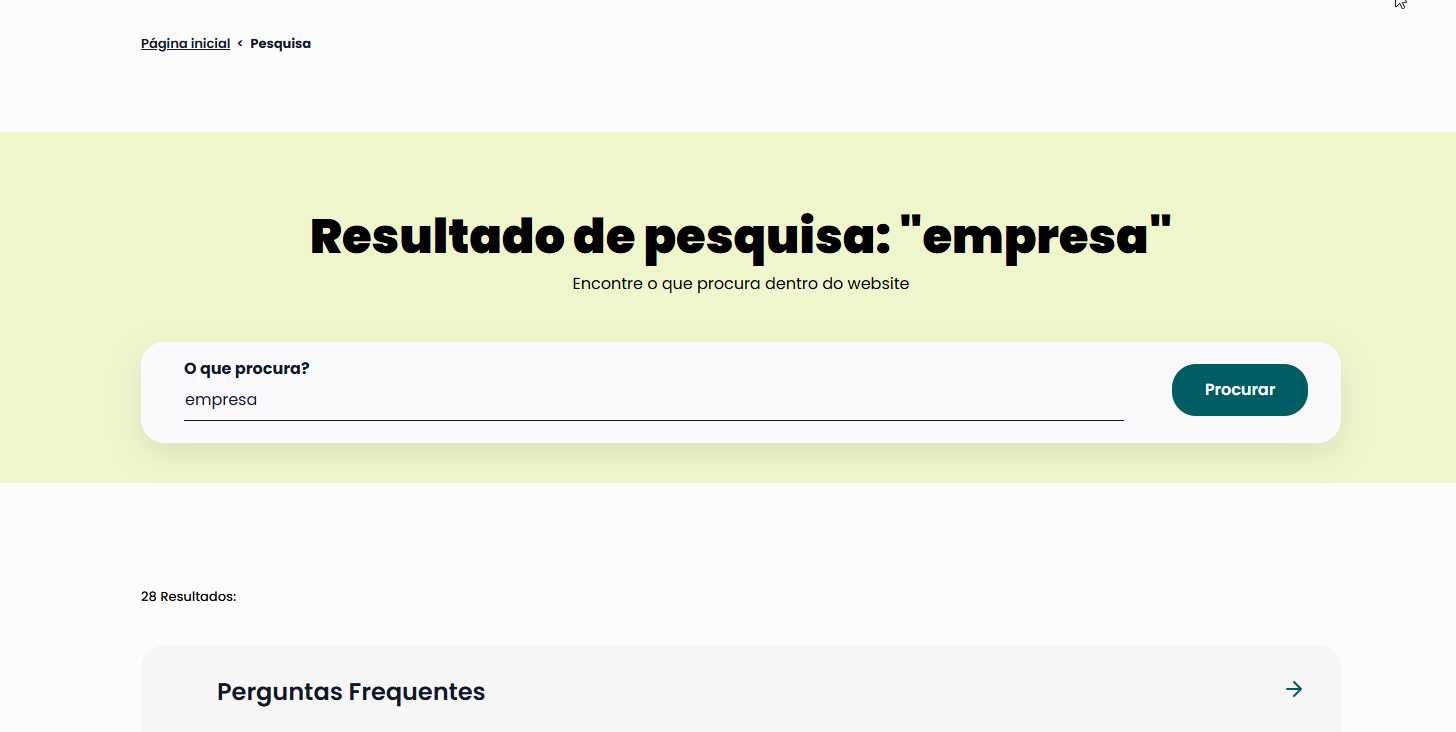 Página inicial < Pesquisa
Resultado de pesquisa: "empresa"
Encontre o que procura dentro do website
O que procura?
empresa
Procurar
28 Resultados:
Perguntas Frequentes